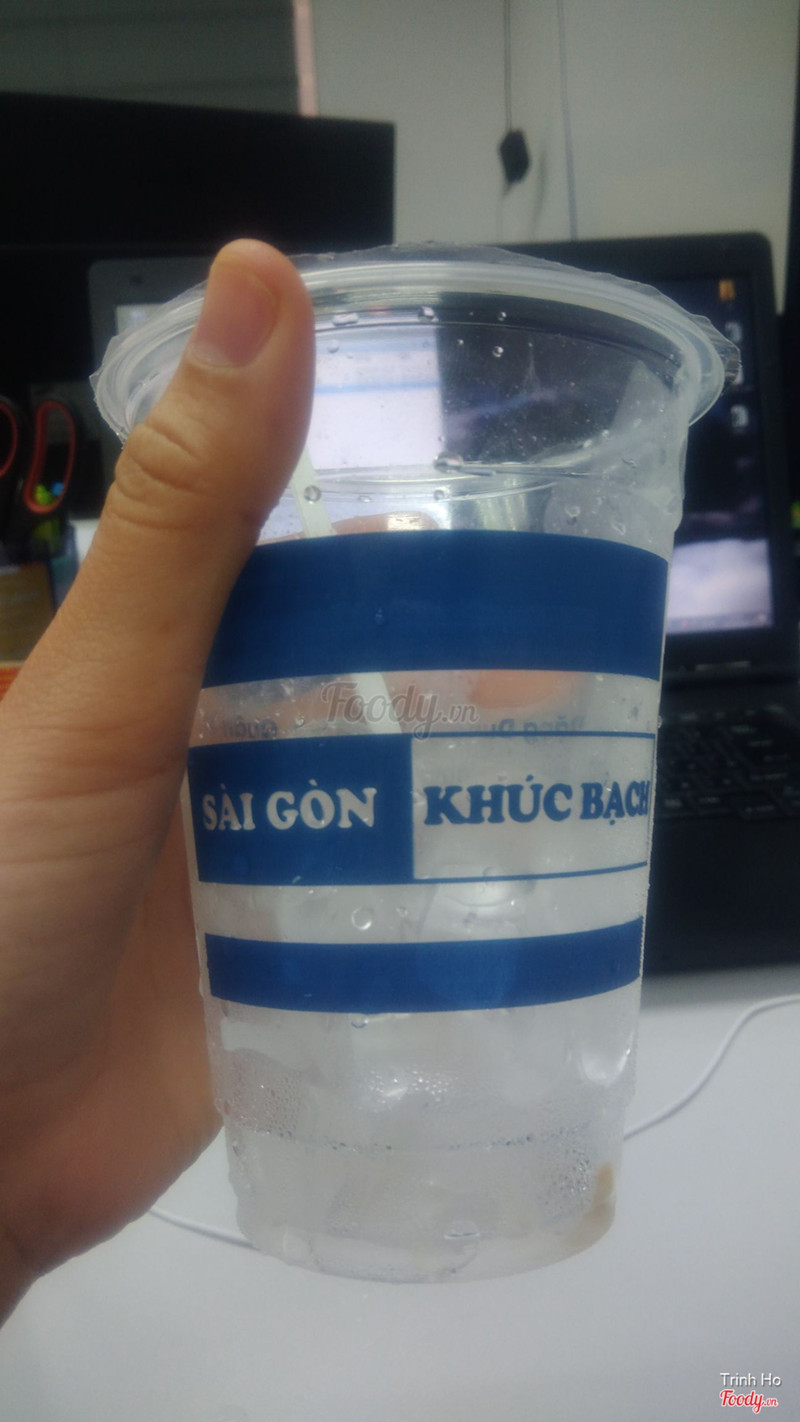 Foody.vn
SÀI GÒN KHÚC BẠCH
Trinh Ho
Foody.vn